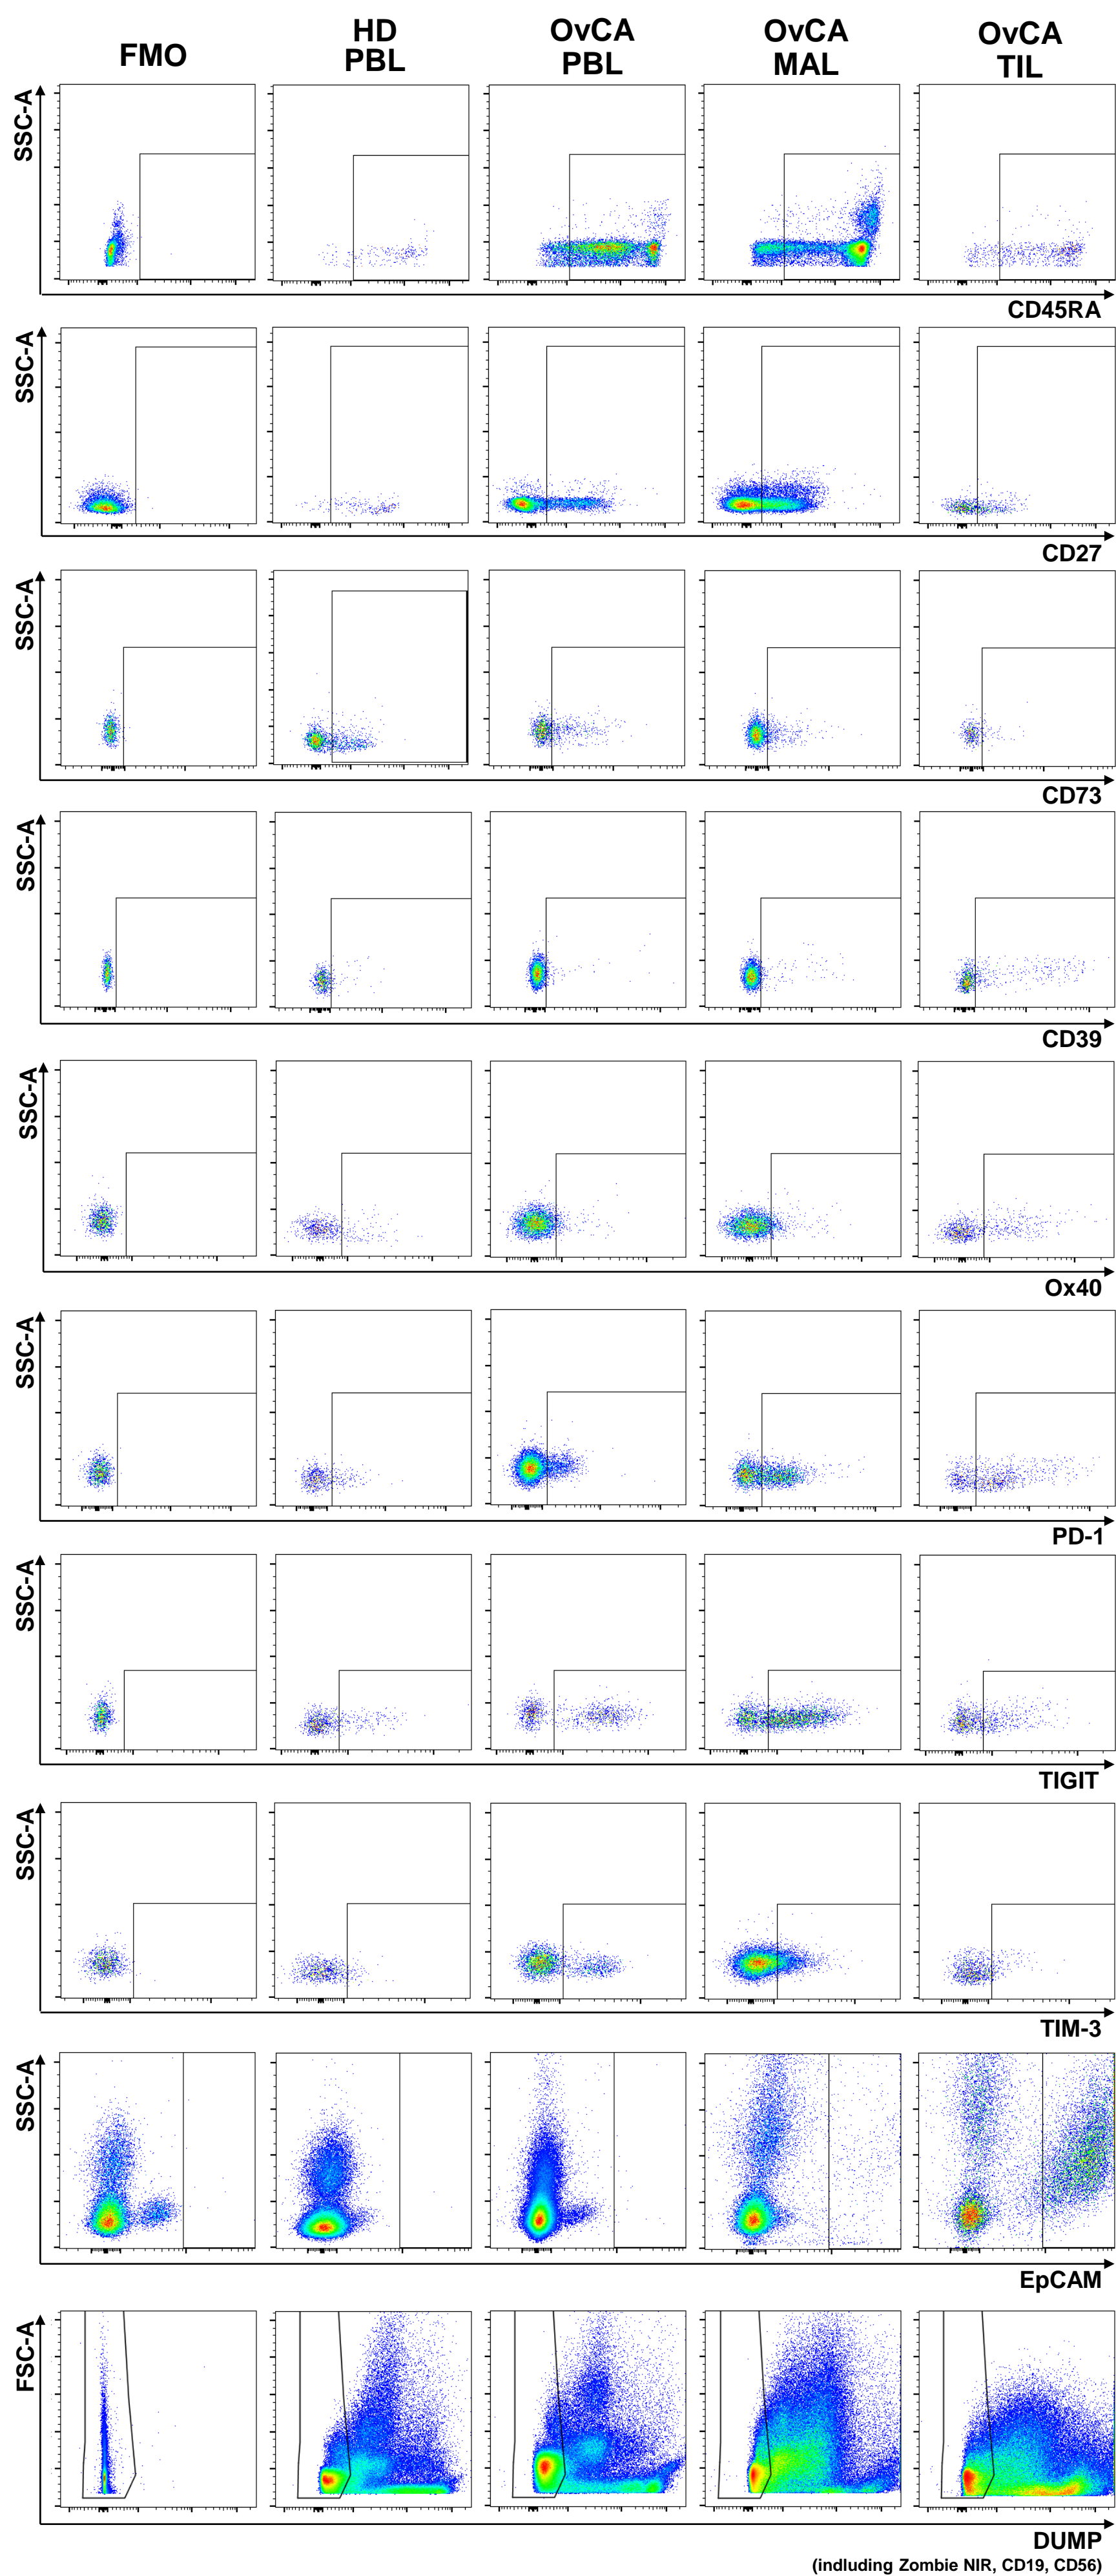 FMO
HD
PBL
OvCA
PBL
OvCA
MAL
OvCA
TIL
SSC-A
CD45RA
SSC-A
CD27
SSC-A
CD73
SSC-A
CD39
SSC-A
Ox40
SSC-A
PD-1
SSC-A
TIGIT
SSC-A
TIM-3
SSC-A
EpCAM
FSC-A
DUMP
(indluding Zombie NIR, CD19, CD56)